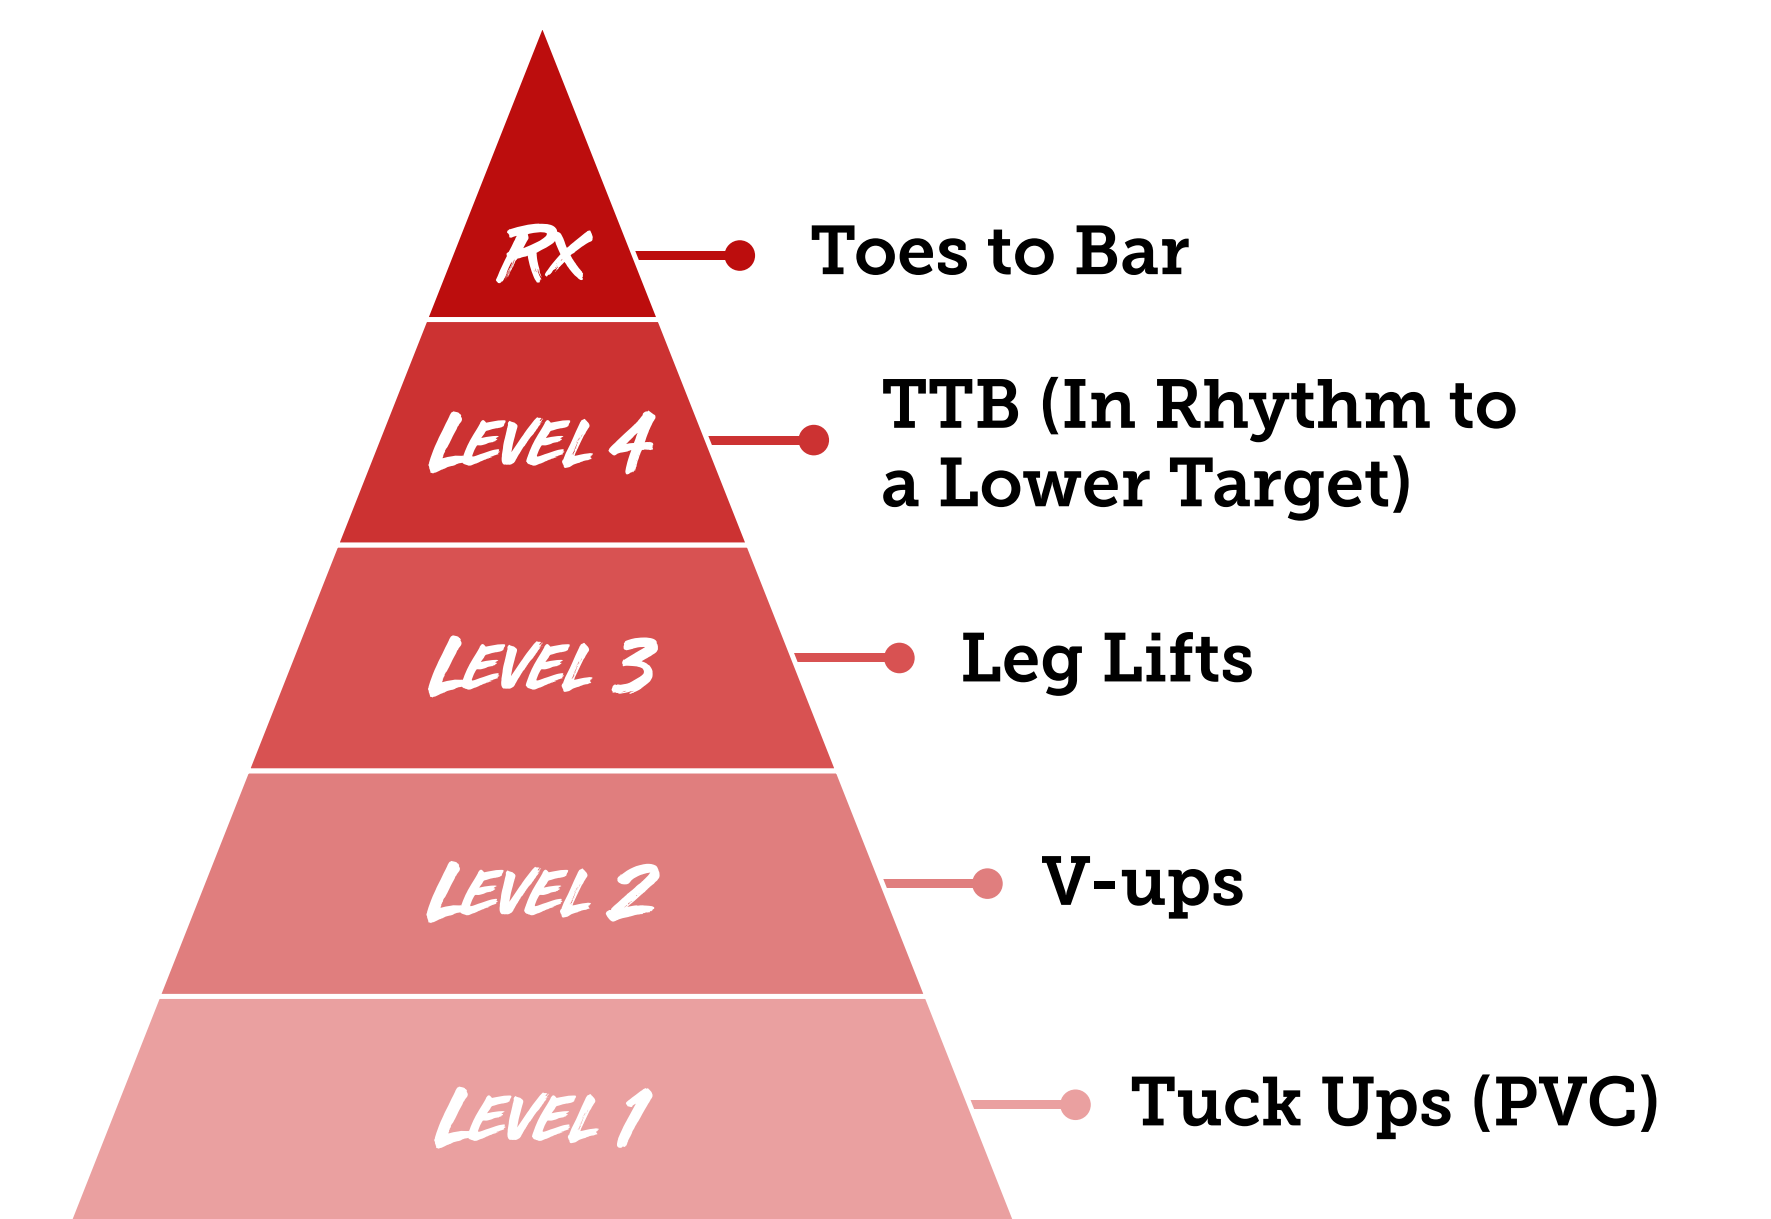 RX
Toes to Bar
LEVEL 4
TTB (In Rhythm to
a Lower Target)
LEVEL 3
Leg Lifts
LEVEL 2
V-ups
LEVEL 1
Tuck Ups (PVC)